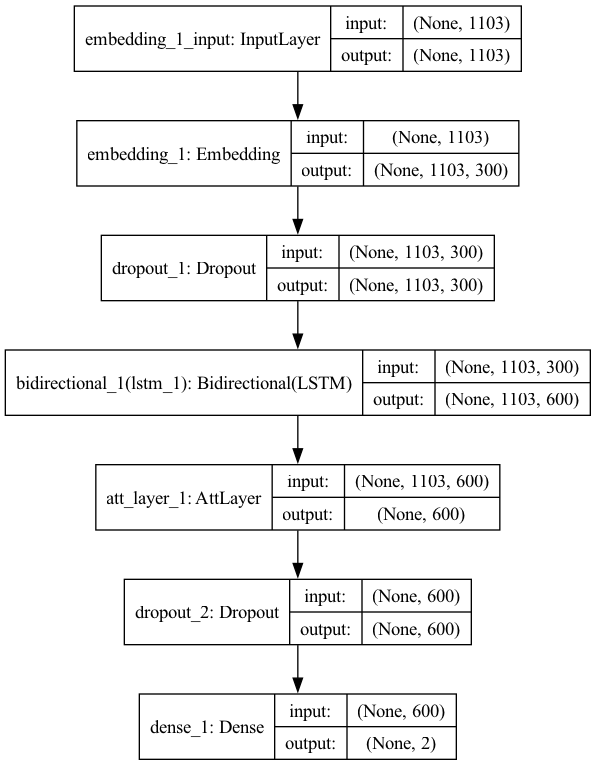 embedding_1_input: InputLayer
input: (None, 1103)
output: (None, 1103)
embedding_1: Embedding
input: (None, 1103)
output: (None, 1103, 300)
dropout_1: Dropout
input: (None, 1103, 300)
output: (None, 1103, 300)
bidirectional_1(lstm_1): Bidirectional(LSTM)
input: (None, 1103, 300)
output: (None, 1103, 600)
att_layer_1: AttLayer
input: (None, 1103, 600)
output: (None, 600)
dropout_2: Dropout
input: (None, 600)
output: (None, 600)
dense_1: Dense
input: (None, 600)
output: (None, 2)